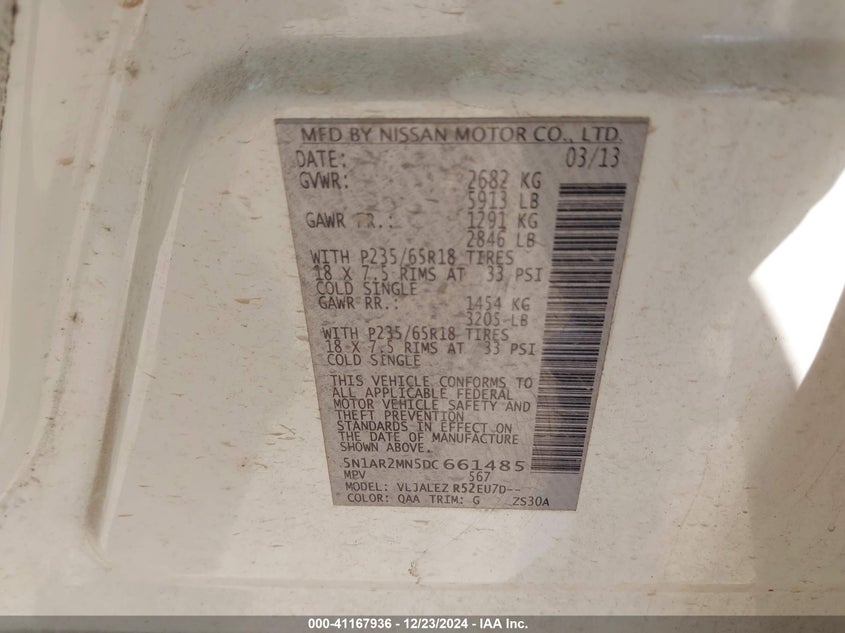 MFD BY NISSAN MOTOR CO., LTD.
DATE: 03/13
GVWR: 2682 KG
5913 LB
GAWR FR.: 1291 KG
2846 LB
WITH P235/65R18 TIRES
18 X 7.5 RIMS AT 33 PSI
COLD SINGLE
GAWR RR.: 1454 KG
3205 LB
WITH P235/65R18 TIRES
18 X 7.5 RIMS AT 33 PSI
COLD SINGLE
THIS VEHICLE CONFORMS TO
ALL APPLICABLE FEDERAL
MOTOR VEHICLE SAFETY AND
THEFT PREVENTION
STANDARDS IN EFFECT ON
THE DATE OF MANUFACTURE
SHOWN ABOVE.
5N1AR2MN5DC661485
MPV 567
MODEL: VLJALEZ R52EU7D--
COLOR: QAA TRIM: G ZS30A
000-41167936 - 12/23/2024 - IAA Inc.